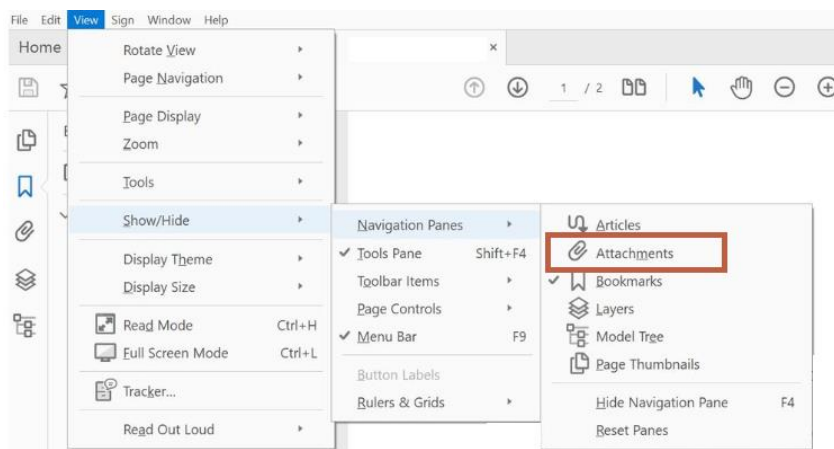 File Edit View Sign Window Help
Home
Rotate View
Page Navigation
1 / 2
Page Display
Zoom
Tools
Show/Hide
Display Theme
Display Size
Read Mode Ctrl+H
Full Screen Mode Ctrl+L
Tracker...
Read Out Loud
Navigation Panes
Tools Pane Shift+F4
Toolbar Items
Page Controls
Menu Bar F9
Button Labels
Rulers & Grids
Articles
Attachments
Bookmarks
Layers
Model Tree
Page Thumbnails
Hide Navigation Pane F4
Reset Panes